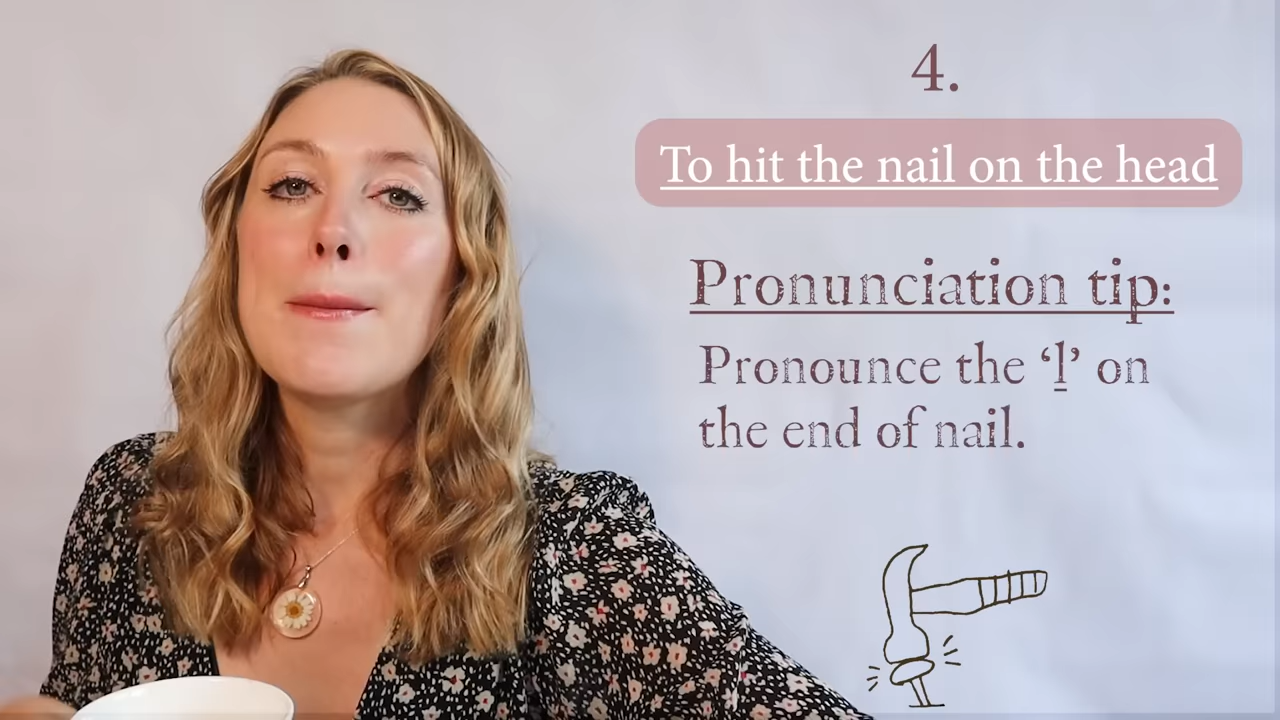 4.
To hit the nail on the head
Pronunciation tip:
Pronounce the ‘l’ on
the end of nail.